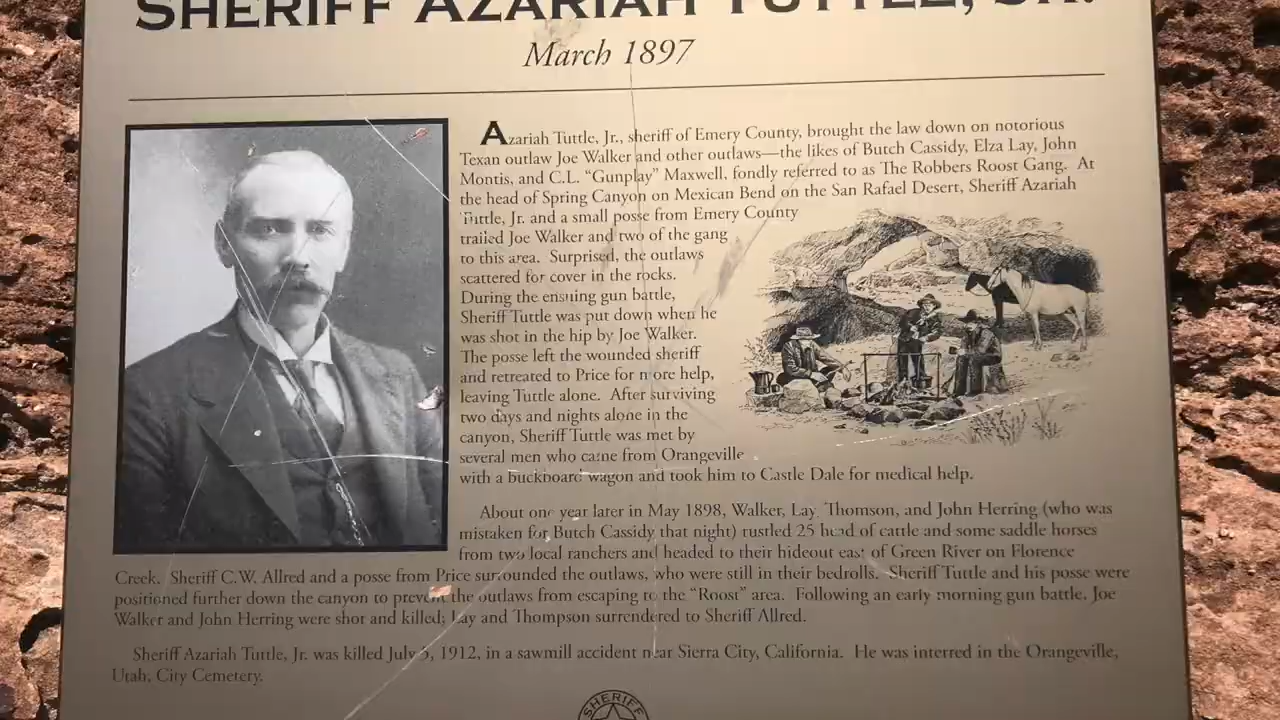 SHERIFF AZARIAH TUTTLE, JR.
March 1897
Azariah Tuttle, Jr., sheriff of Emery County, brought the law down on notorious
Texan outlaw Joe Walker and other outlaws—the likes of Butch Cassidy, Elza Lay, John
Montis, and C.L. “Gunplay” Maxwell, fondly referred to as The Robbers Roost Gang. At
the head of Spring Canyon on Mexican Bend on the San Rafael Desert, Sheriff Azariah
Tuttle, Jr. and a small posse from Emery County
trailed Joe Walker and two of the gang
to this area. Surprised, the outlaws
scattered for cover in the rocks.
During the ensuing gun battle,
Sheriff Tuttle was put down when he
was shot in the hip by Joe Walker.
The posse left the wounded sheriff
and retreated to Price for more help,
leaving Tuttle alone. After surviving
two days and nights alone in the
canyon, Sheriff Tuttle was met by
several men who came from Orangeville
with a buckboard wagon and took him to Castle Dale for medical help.
About one year later in May 1898, Walker, Lay, Thomson, and John Herring (who was
mistaken for Butch Cassidy that night) rustled 25 head of cattle and some saddle horses
from two local ranchers and headed to their hideout east of Green River on Florence
Creek. Sheriff C.W. Allred and a posse from Price surrounded the outlaws, who were still in their bedrolls. Sheriff Tuttle and his posse were
positioned further down the canyon to prevent the outlaws from escaping to the “Roost” area. Following an early morning gun battle, Joe
Walker and John Herring were shot and killed; Lay and Thompson surrendered to Sheriff Allred.
Sheriff Azariah Tuttle, Jr. was killed July 5, 1912, in a sawmill accident near Sierra City, California. He was interred in the Orangeville,
Utah, City Cemetery.
SHERIFF